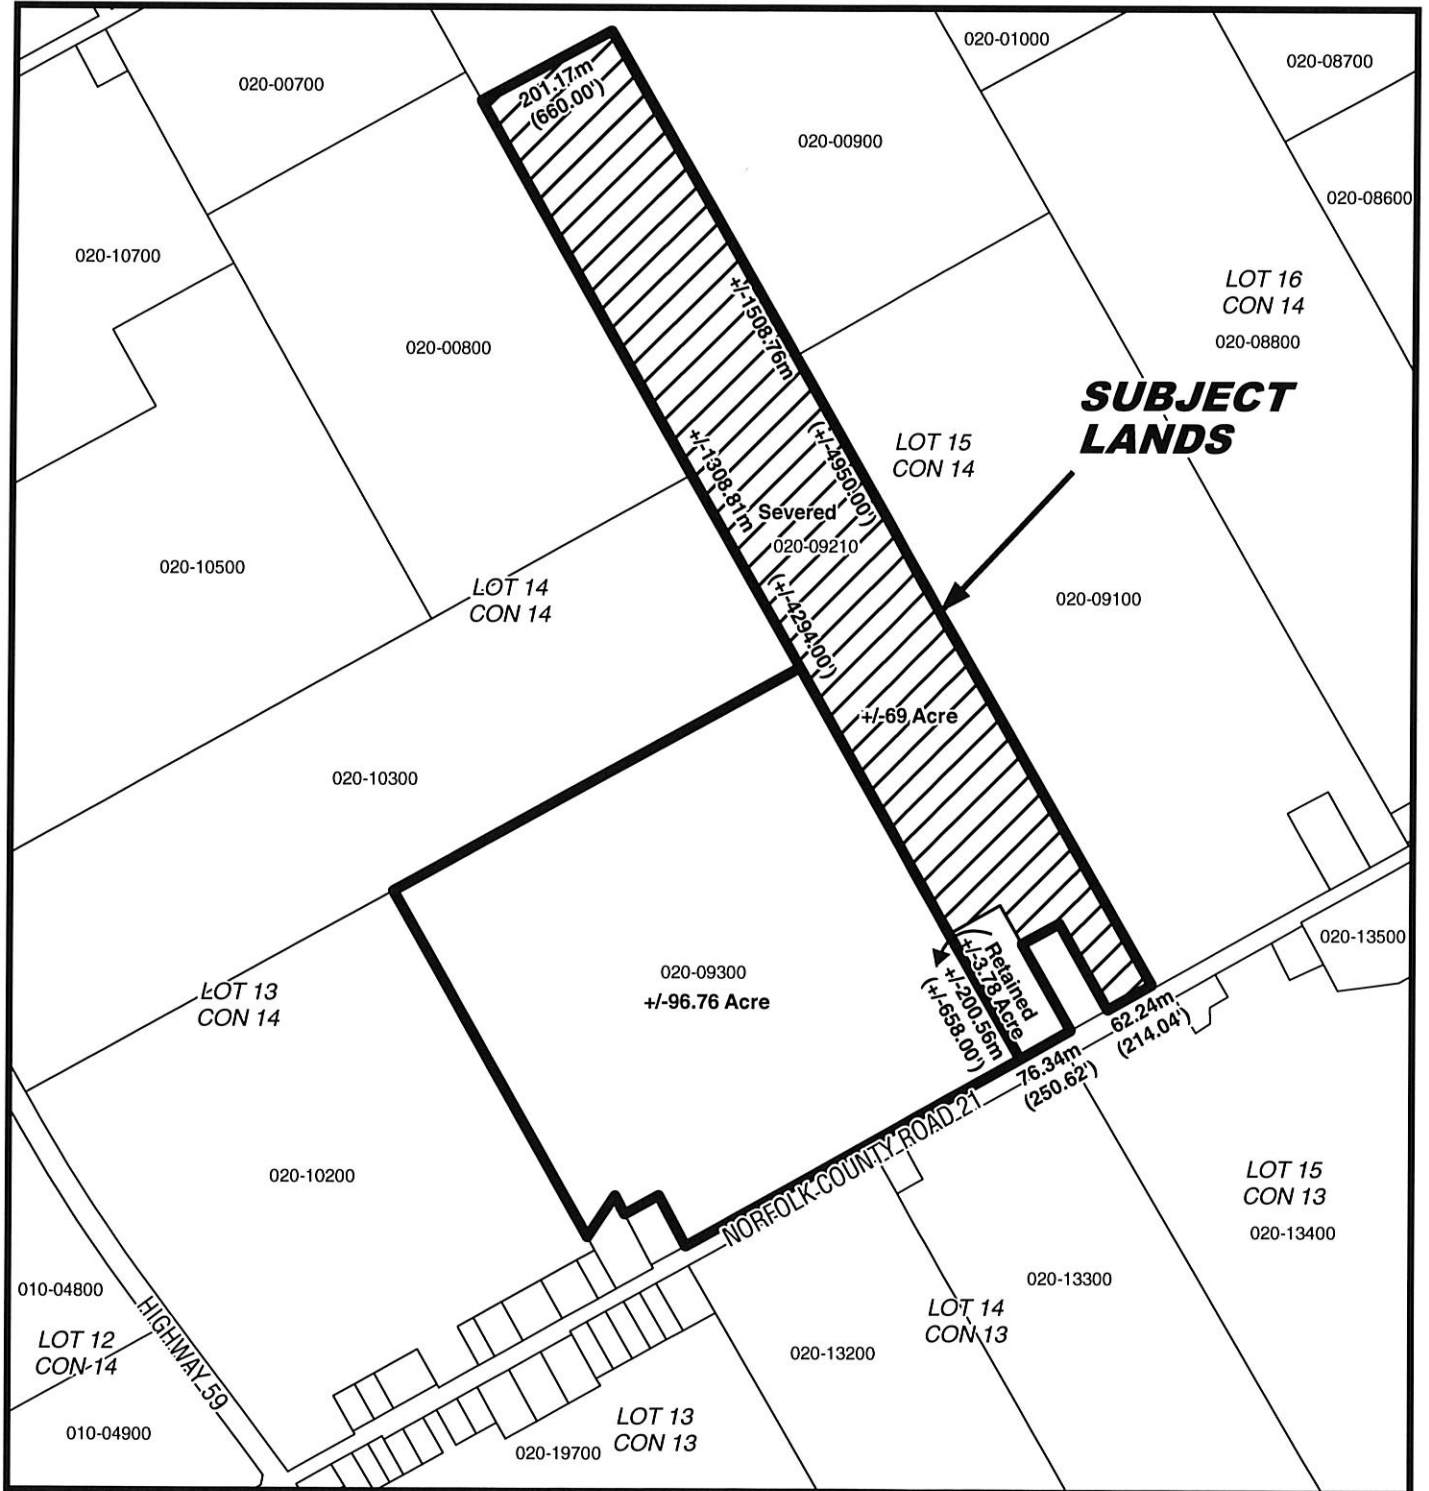 020-01000
020-08700
020-00700
201.17m
(660.00')
020-00900
020-08600
020-10700
LOT 16
CON 14
020-08800
+/-1508.76m
020-00800
SUBJECT
LANDS
(+/-4950.00')
LOT 15
CON 14
+/-1308.81m
Severed
020-09210
020-10500
LOT 14
CON 14
(+/-4294.00')
020-09100
+/-69 Acre
020-10300
020-13500
020-09300
+/-96.76 Acre
Retained
+/-3.78 Acre
+/-200.56m
(+/-658.00')
LOT 13
CON 14
62.24m
(214.04')
76.34m
(250.62')
NORFOLK COUNTY ROAD 21
020-10200
LOT 15
CON 13
020-13400
020-13300
010-04800
HIGHWAY 59
LOT 14
CON 13
LOT 12
CON 14
020-13200
010-04900
LOT 13
CON 13
020-19700